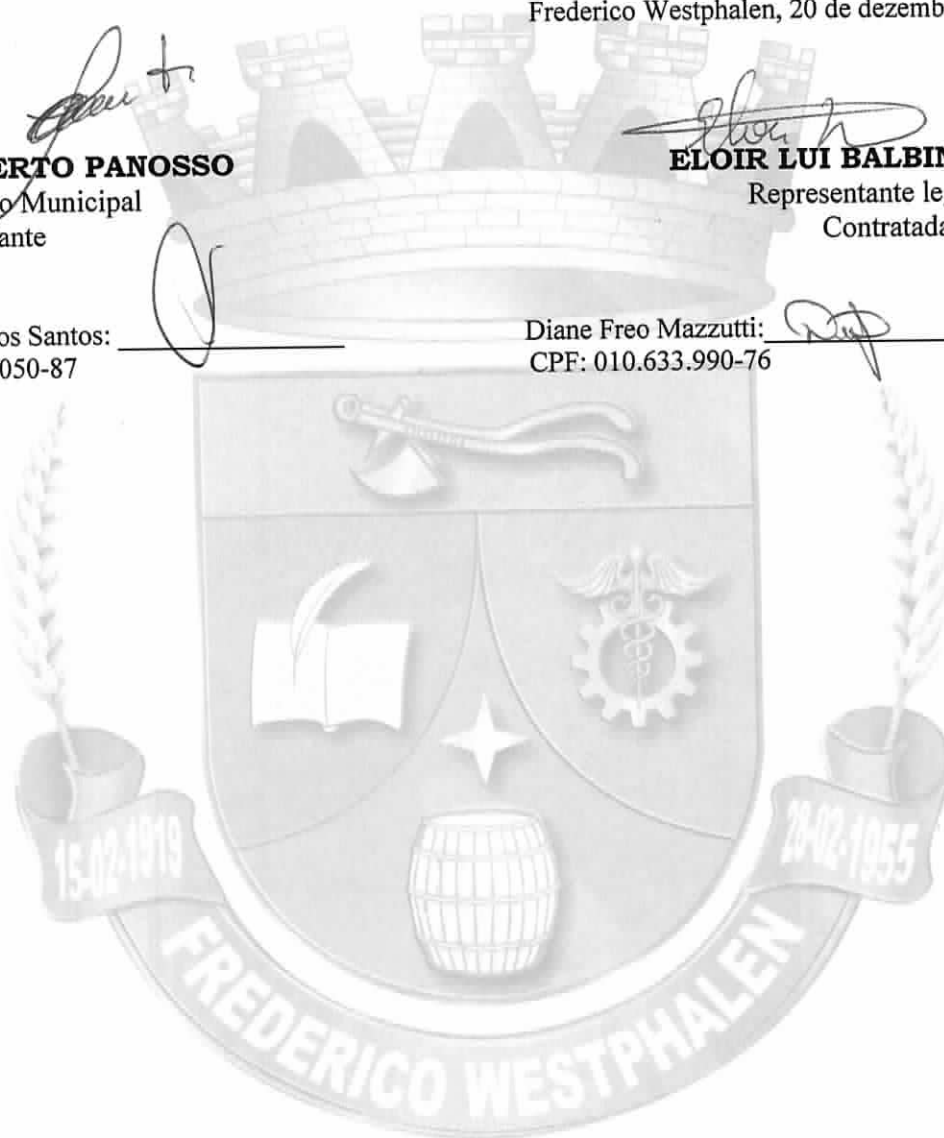 Frederico Westphalen, 20 de dezemb
ERTO PANOSSO
o Municipal
ante
ELOIR LUI BALBIN
Representante le
Contratada
os Santos:
050-87
Diane Freo Mazzutti:
CPF: 010.633.990-76
15-02-1919
28-02-1955
FREDERICO WESTPHALEN